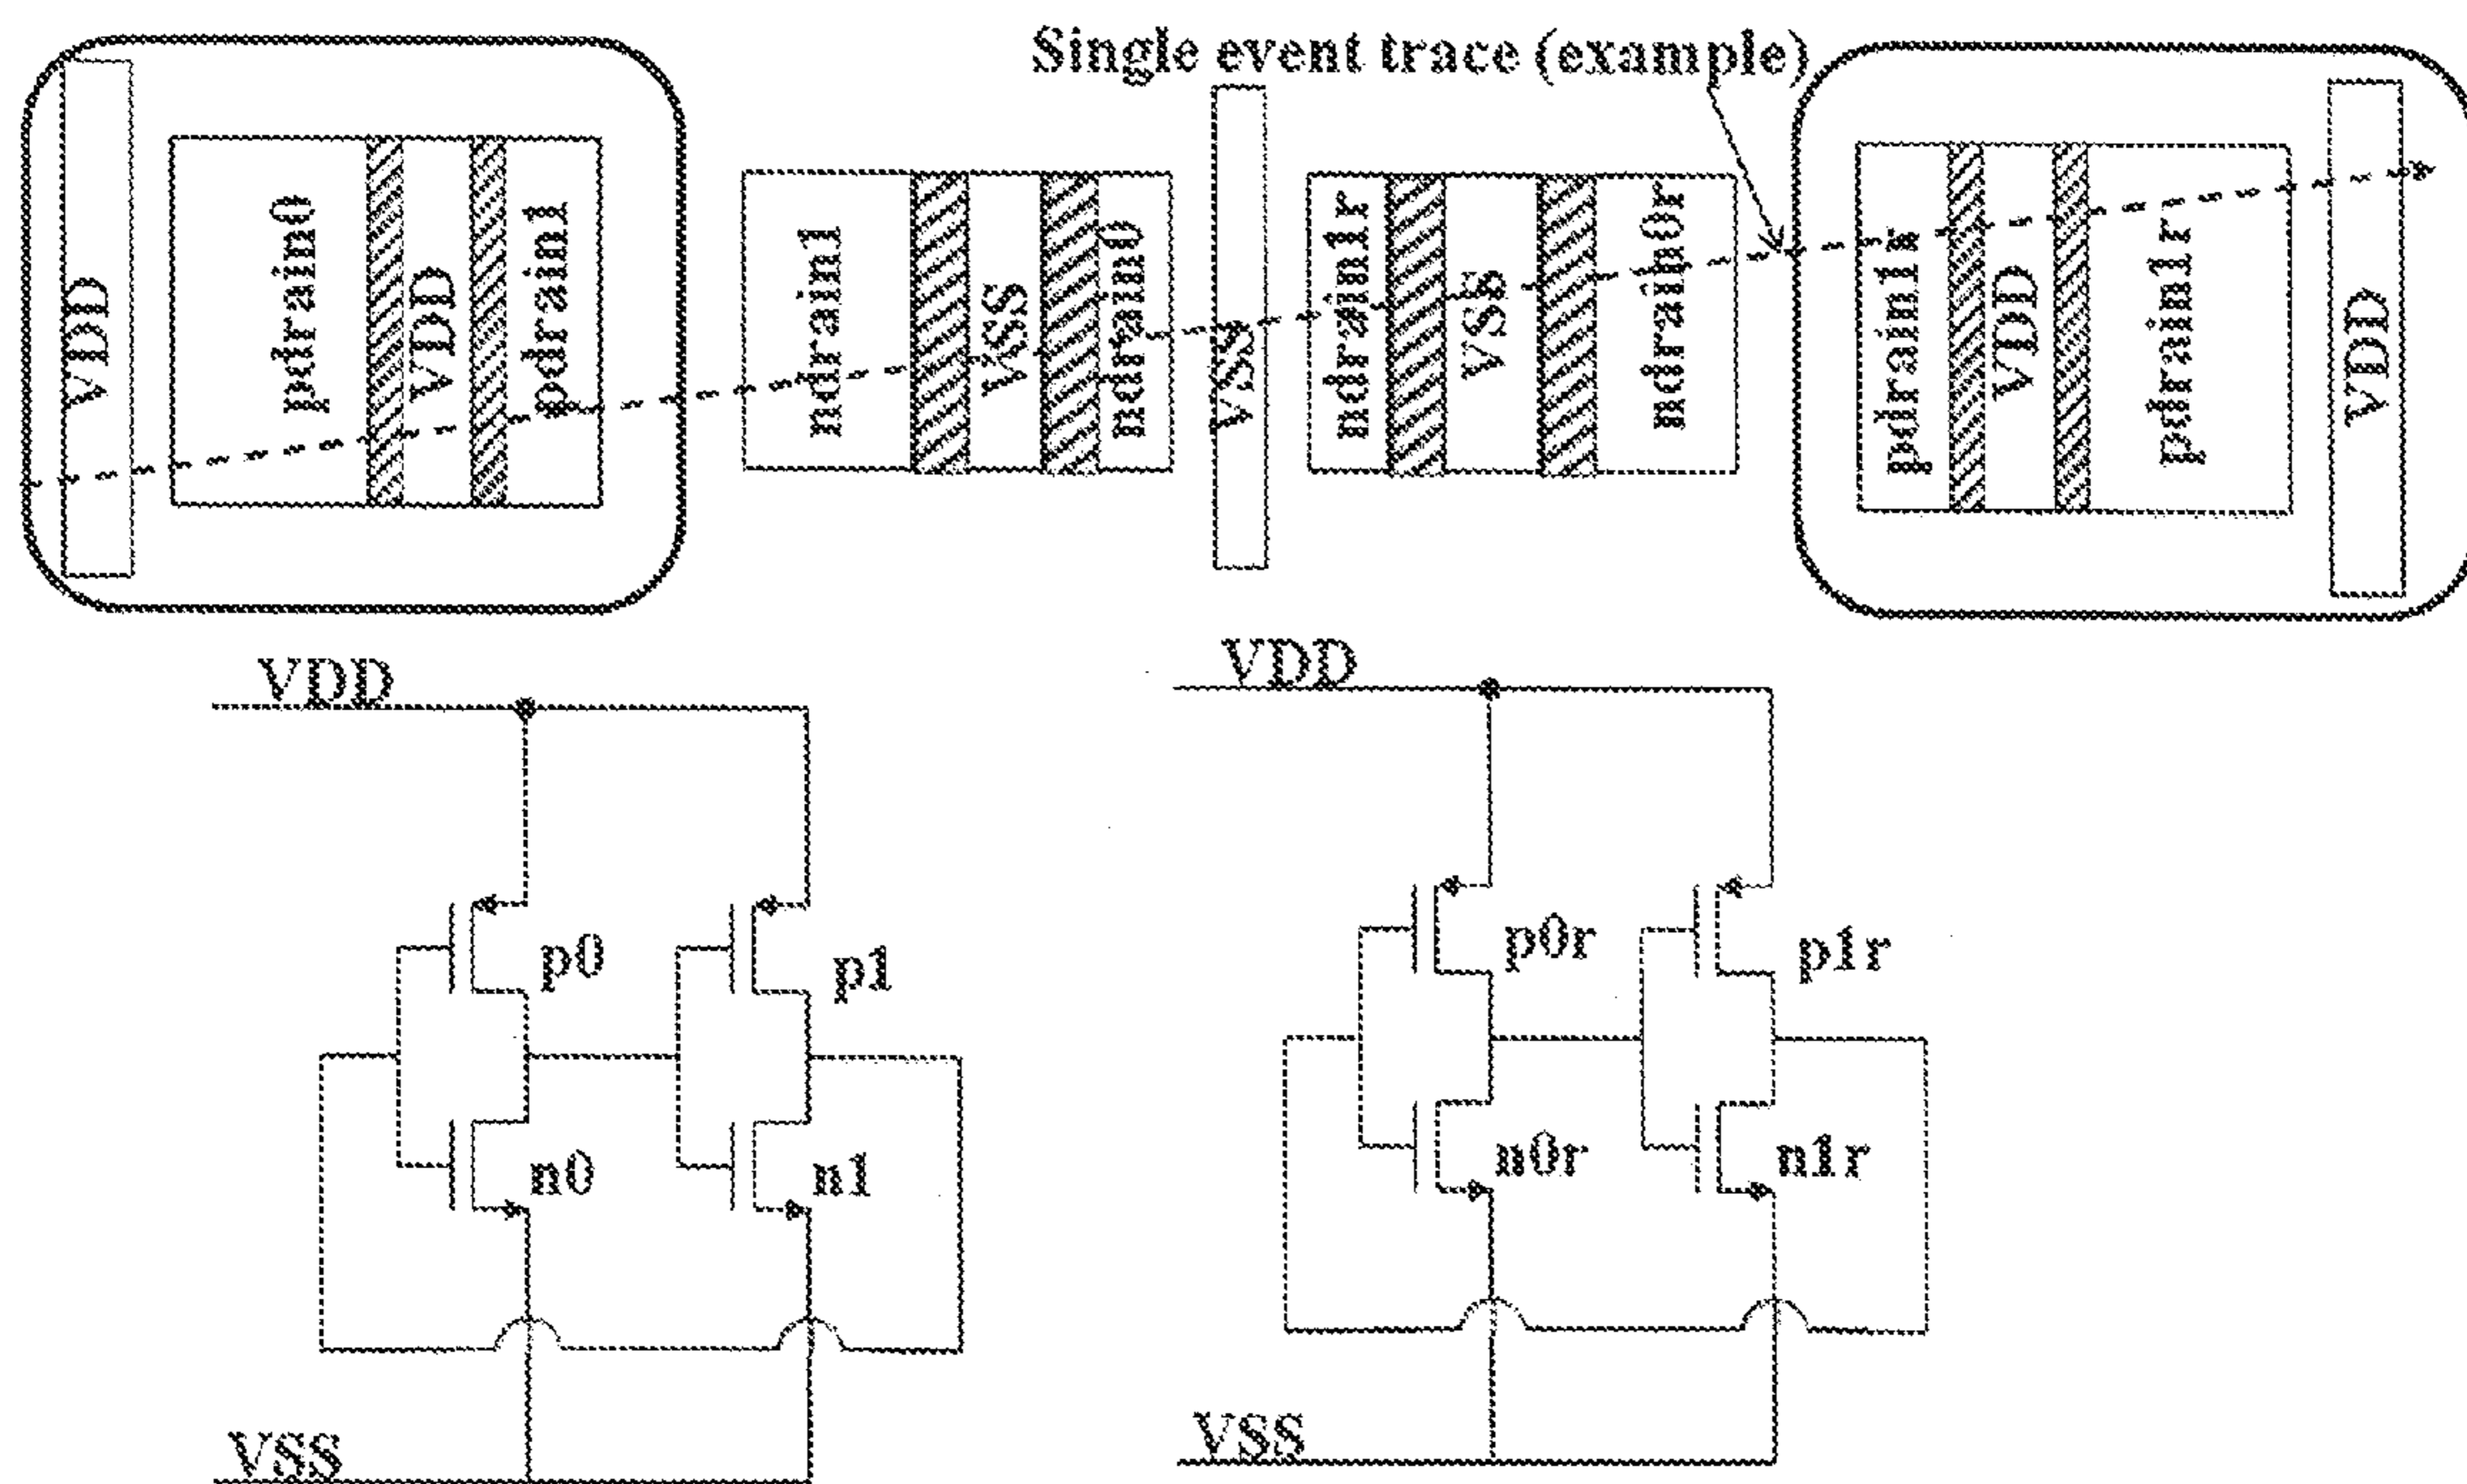 Single event trace (example)
VDD
pdrain0
VDD
pdrain1
ndrain1
VSS
ndrain0
VSS
ndrain1r
VSS
ndrain0r
pdrain1r
VDD
pdrain1r
VDD
VDD
p0
p1
n0
n1
VSS
VDD
p0r
p1r
n0r
n1r
VSS